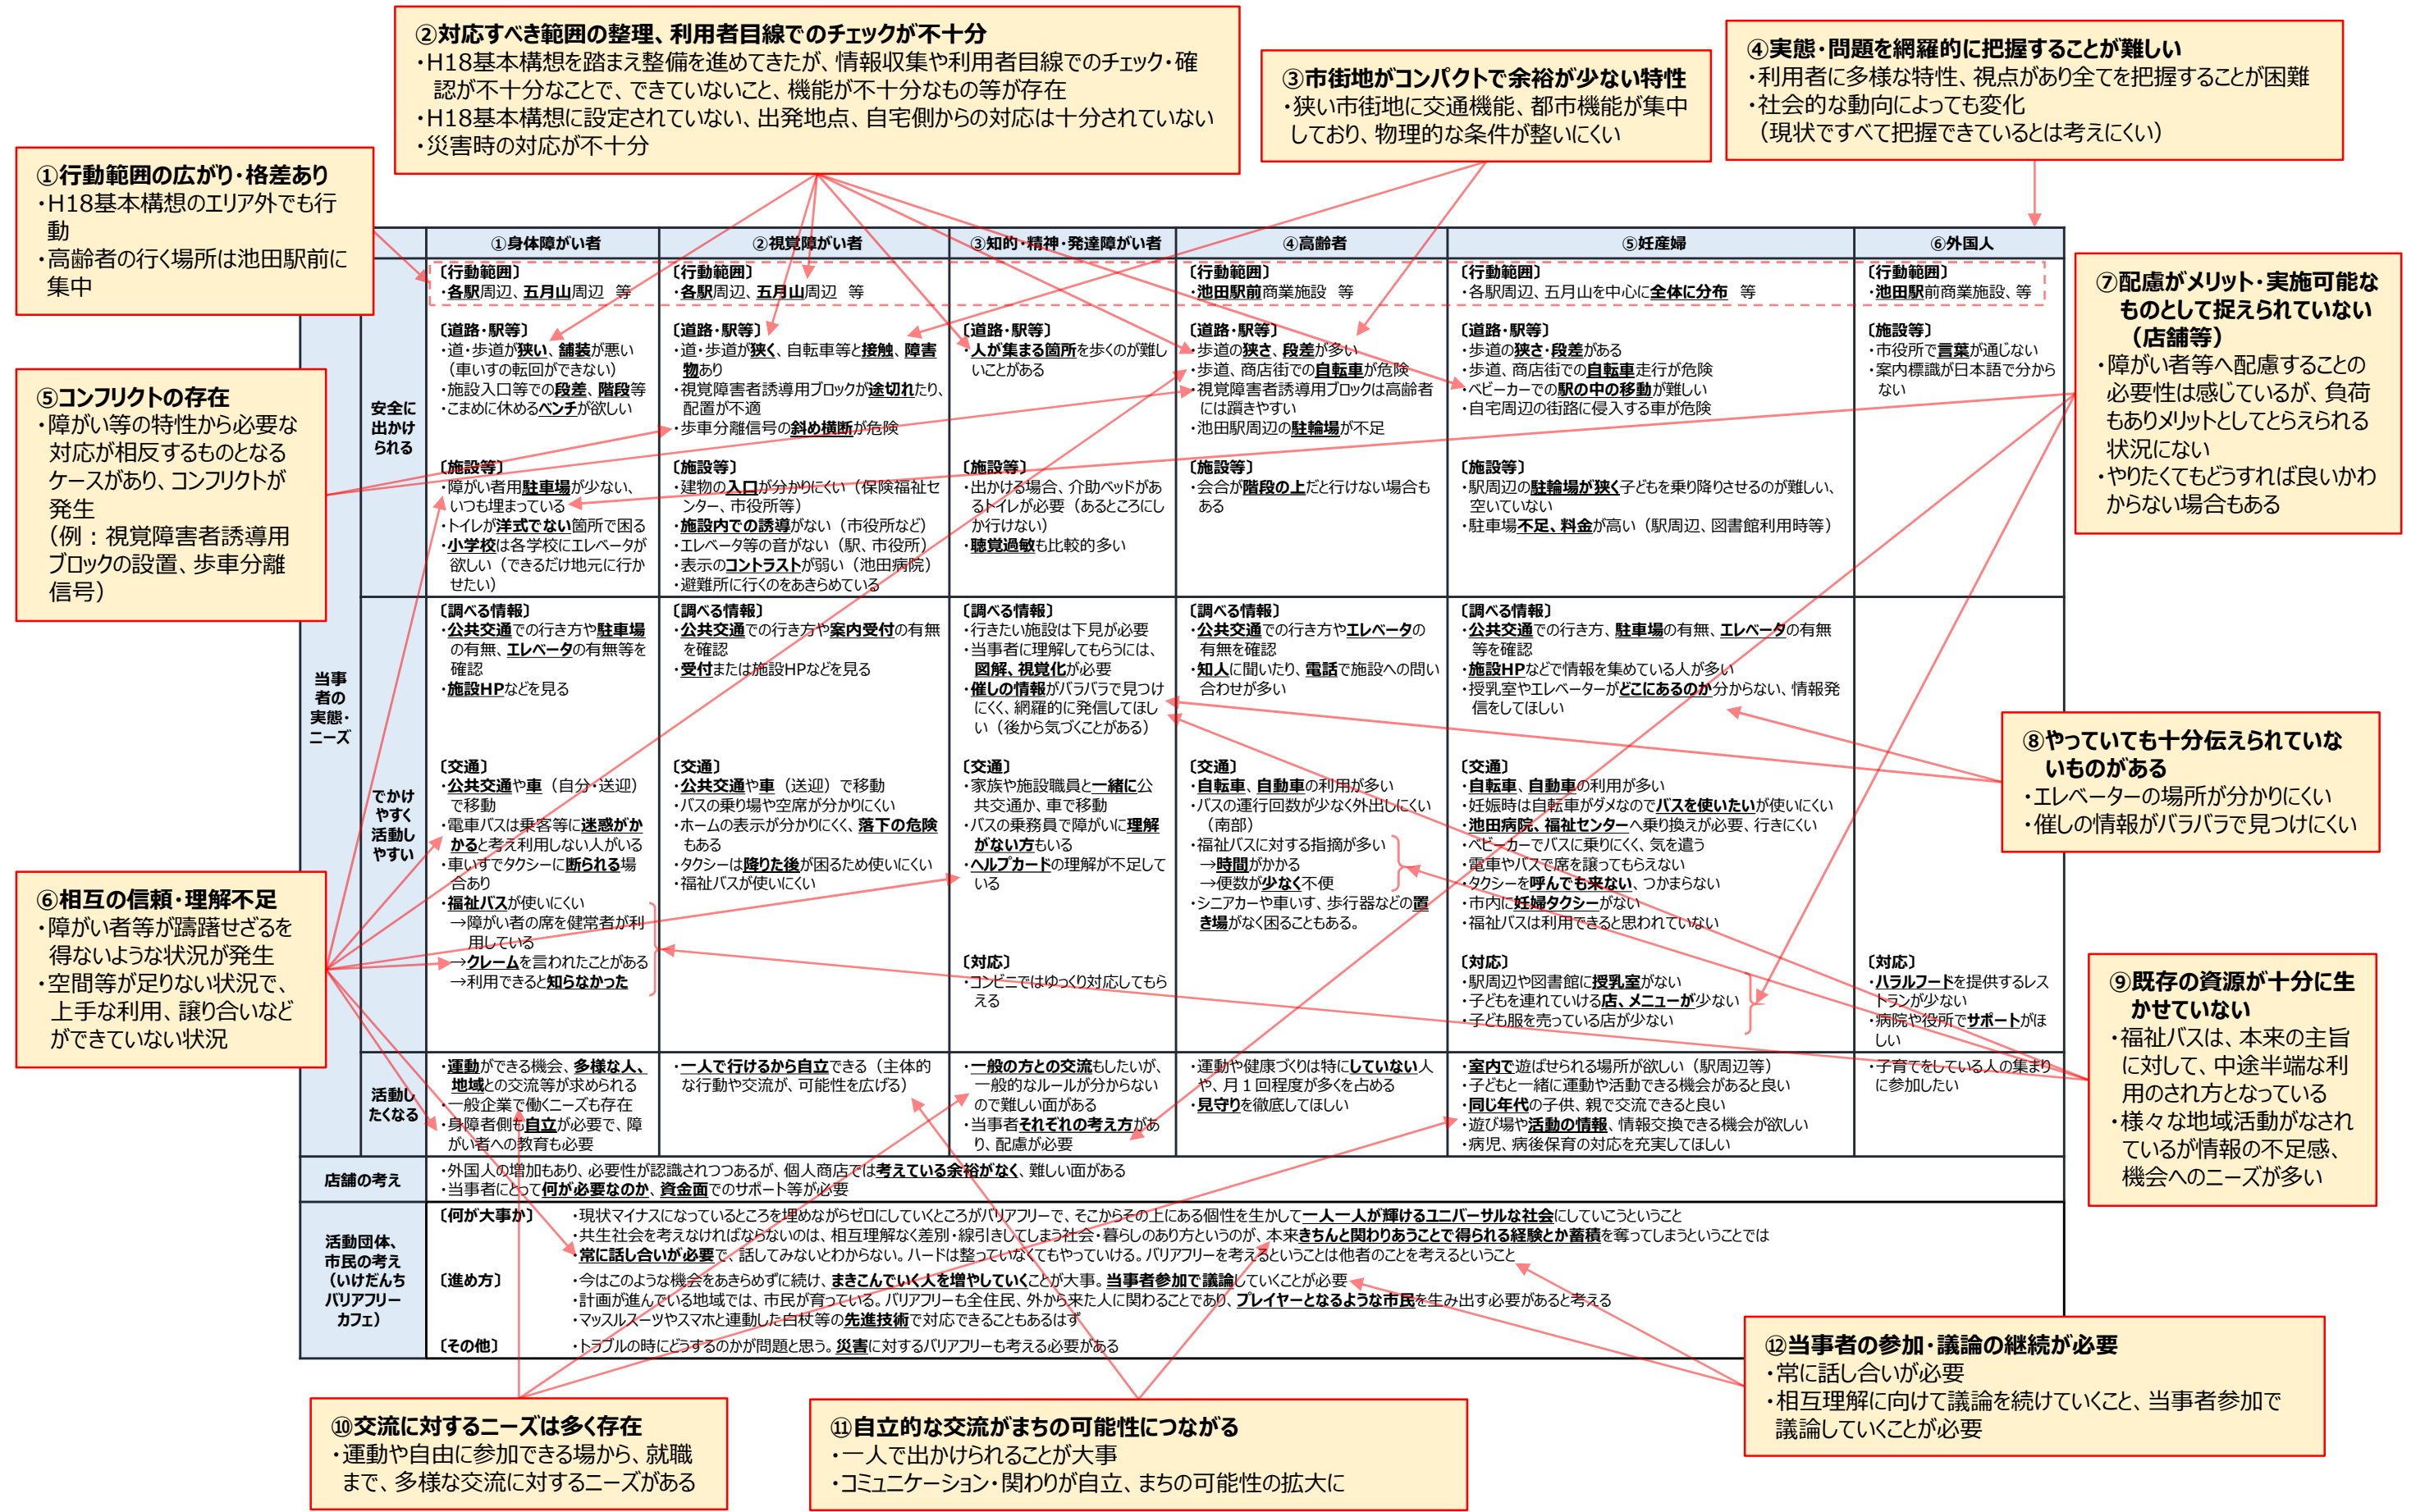 ②対応すべき範囲の整理、利用者目線でのチェックが不十分
・H18基本構想を踏まえ整備を進めてきたが、情報収集や利用者目線でのチェック・確
認が不十分なことで、できていないこと、機能が不十分なもの等が存在
・H18基本構想に設定されていない、出発地点、自宅側からの対応は十分されていない
・災害時の対応が不十分
③市街地がコンパクトで余裕が少ない特性
・狭い市街地に交通機能、都市機能が集中
しており、物理的な条件が整いにくい
④実態・問題を網羅的に把握することが難しい
・利用者に多様な特性、視点があり全てを把握することが困難
・社会的な動向によっても変化
（現状ですべて把握できているとは考えにくい）
①行動範囲の広がり・格差あり
・H18基本構想のエリア外でも行
動
・高齢者の行く場所は池田駅前に
集中
⑤コンフリクトの存在
・障がい等の特性から必要な
対応が相反するものとなる
ケースがあり、コンフリクトが
発生
（例：視覚障害者誘導用
ブロックの設置、歩車分離
信号）
⑥相互の信頼・理解不足
・障がい者等が躊躇せざるを
得ないような状況が発生
・空間等が足りない状況で、
上手な利用、譲り合いなど
ができていない状況
①身体障がい者
②視覚障がい者
③知的・精神・発達障がい者
④高齢者
⑤妊産婦
⑥外国人
当事
者の
実態・
ニーズ
安全に
出かけ
られる
〔行動範囲〕
・各駅周辺、五月山周辺 等
〔道路・駅等〕
・道・歩道が狭い、舗装が悪い
（車いすの転回ができない）
・施設入口等での段差、階段等
・こまめに休めるベンチが欲しい
〔施設等〕
・障がい者用駐車場が少ない、
いつも埋まっている
・トイレが洋式でない箇所で困る
・小学校は各学校にエレベータが
欲しい（できるだけ地元に行か
せたい）
〔行動範囲〕
・各駅周辺、五月山周辺 等
〔道路・駅等〕
・道・歩道が狭く、自転車等と接触、障害
物あり
・視覚障害者誘導用ブロックが途切れたり、
配置が不適
・歩車分離信号の斜め横断が危険
〔施設等〕
・建物の入口が分かりにくい（保険福祉セ
ンター、市役所等）
・施設内での誘導がない（市役所など）
・エレベータ等の音がない（駅、市役所）
・表示のコントラストが弱い（池田病院）
・避難所に行くのをあきらめている
〔道路・駅等〕
・人が集まる箇所を歩くのが難し
いことがある
〔施設等〕
・出かける場合、介助ベッドがあ
るトイレが必要（あるところにし
か行けない）
・聴覚過敏も比較的多い
〔行動範囲〕
・池田駅前商業施設 等
〔道路・駅等〕
・歩道の狭さ、段差が多い
・歩道、商店街での自転車が危険
・視覚障害者誘導用ブロックは高齢者
には躓きやすい
・池田駅周辺の駐輪場が不足
〔施設等〕
・会合が階段の上だと行けない場合も
ある
〔行動範囲〕
・各駅周辺、五月山を中心に全体に分布 等
〔道路・駅等〕
・歩道の狭さ・段差がある
・歩道、商店街での自転車走行が危険
・ベビーカーでの駅の中の移動が難しい
・自宅周辺の街路に侵入する車が危険
〔施設等〕
・駅周辺の駐輪場が狭く子どもを乗り降りさせるのが難しい、
空いていない
・駐車場不足、料金が高い（駅周辺、図書館利用時等）
〔行動範囲〕
・池田駅前商業施設、等
〔施設等〕
・市役所で言葉が通じない
・案内標識が日本語で分から
ない
でかけ
やすく
活動し
やすい
〔調べる情報〕
・公共交通での行き方や駐車場
の有無、エレベータの有無等を
確認
・施設HPなどを見る
〔交通〕
・公共交通や車（自分・送迎）
で移動
・電車バスは乗客等に迷惑がか
かると考え利用しない人がいる
・車いすでタクシーに断られる場
合あり
・福祉バスが使いにくい
→障がい者の席を健常者が利
用している
→クレームを言われたことがある
→利用できると知らなかった
〔調べる情報〕
・公共交通での行き方や案内受付の有無
を確認
・受付または施設HPなどを見る
〔交通〕
・公共交通や車（送迎）で移動
・バスの乗り場や空席が分かりにくい
・ホームの表示が分かりにくく、落下の危険
もある
・タクシーは降りた後が困るため使いにくい
・福祉バスが使いにくい
〔調べる情報〕
・行きたい施設は下見が必要
・当事者に理解してもらうには、
図解、視覚化が必要
・催しの情報がバラバラで見つけ
にくく、網羅的に発信してほし
い（後から気づくことがある）
〔交通〕
・家族や施設職員と一緒に公
共交通か、車で移動
・バスの乗務員で障がいに理解
がない方もいる
・ヘルプカードの理解が不足して
いる
〔対応〕
・コンビニではゆっくり対応してもら
える
〔調べる情報〕
・公共交通での行き方やエレベータの
有無を確認
・知人に聞いたり、電話で施設への問い
合わせが多い
〔交通〕
・自転車、自動車の利用が多い
・バスの運行回数が少なく外出しにくい
（南部）
・福祉バスに対する指摘が多い
→時間がかかる
→便数が少なく不便
・シニアカーや車いす、歩行器などの置
き場がなく困ることもある。
〔調べる情報〕
・公共交通での行き方、駐車場の有無、エレベータの有無
等を確認
・施設HPなどで情報を集めている人が多い
・授乳室やエレベーターがどこにあるのか分からない、情報発
信をしてほしい
〔交通〕
・自転車、自動車の利用が多い
・妊娠時は自転車がダメなのでバスを使いたいが使いにくい
・池田病院、福祉センターへ乗り換えが必要、行きにくい
・ベビーカーでバスに乗りにくく、気を遣う
・電車やバスで席を譲ってもらえない
・タクシーを呼んでも来ない、つかまらない
・市内に妊婦タクシーがない
・福祉バスは利用できると思われていない
〔対応〕
・駅周辺や図書館に授乳室がない
・子どもを連れていける店、メニューが少ない
・子ども服を売っている店が少ない
〔対応〕
・ハラルフードを提供するレス
トランが少ない
・病院や役所でサポートがほ
しい
活動し
たくなる
・運動ができる機会、多様な人、
地域との交流等が求められる
・一般企業で働くニーズも存在
・身障者側も自立が必要で、障
がい者への教育も必要
・一人で行けるから自立できる（主体的
な行動や交流が、可能性を広げる）
・一般の方との交流もしたいが、
一般的なルールが分からない
ので難しい面がある
・当事者それぞれの考え方があ
り、配慮が必要
・運動や健康づくりは特にしていない人
や、月１回程度が多くを占める
・見守りを徹底してほしい
・室内で遊ばせられる場所が欲しい（駅周辺等）
・子どもと一緒に運動や活動できる機会があると良い
・同じ年代の子供、親で交流できると良い
・遊び場や活動の情報、情報交換できる機会が欲しい
・病児、病後保育の対応を充実してほしい
・子育てをしている人の集まり
に参加したい
店舗の考え
・外国人の増加もあり、必要性が認識されつつあるが、個人商店では考えている余裕がなく、難しい面がある
・当事者にとって何が必要なのか、資金面でのサポート等が必要
活動団体、
市民の考え
（いけだんち
バリアフリー
カフェ）
〔何が大事か〕
・現状マイナスになっているところを埋めながらゼロにしていくところがバリアフリーで、そこからその上にある個性を生かして一人一人が輝けるユニバーサルな社会にしていこうということ
・共生社会を考えなければならないのは、相互理解なく差別・線引きしてしまう社会・暮らしのあり方というのが、本来きちんと関わりあうことで得られる経験とか蓄積を奪ってしまうということでは
・常に話し合いが必要で、話してみないとわからない。ハードは整っていなくてもやっていける。バリアフリーを考えるということは他者のことを考えるということ
〔進め方〕
・今はこのような機会をあきらめずに続け、まきこんでいく人を増やしていくことが大事。当事者参加で議論していくことが必要
・計画が進んでいる地域では、市民が育っている。バリアフリーも全住民、外から来た人に関わることであり、プレイヤーとなるような市民を生み出す必要があると考える
・マッスルスーツやスマホと連動した白杖等の先進技術で対応できることもあるはず
〔その他〕
・トラブルの時にどうするのかが問題と思う。災害に対するバリアフリーも考える必要がある
⑦配慮がメリット・実施可能な
ものとして捉えられていない
（店舗等）
・障がい者等へ配慮することの
必要性は感じているが、負荷
もありメリットとしてとらえられる
状況にない
・やりたくてもどうすれば良いかわ
からない場合もある
⑧やっていても十分伝えられていな
いものがある
・エレベーターの場所が分かりにくい
・催しの情報がバラバラで見つけにくい
⑨既存の資源が十分に生
かせていない
・福祉バスは、本来の主旨
に対して、中途半端な利
用のされ方となっている
・様々な地域活動がなされ
ているが情報の不足感、
機会へのニーズが多い
⑩交流に対するニーズは多く存在
・運動や自由に参加できる場から、就職
まで、多様な交流に対するニーズがある
⑪自立的な交流がまちの可能性につながる
・一人で出かけられることが大事
・コミュニケーション・関わりが自立、まちの可能性の拡大に
⑫当事者の参加・議論の継続が必要
・常に話し合いが必要
・相互理解に向けて議論を続けていくこと、当事者参加で
議論していくことが必要